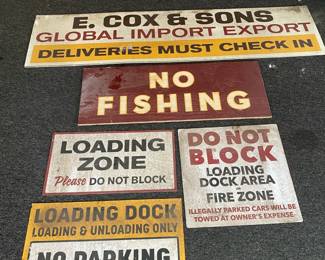 E. COX & SONS
GLOBAL IMPORT EXPORT
DELIVERIES MUST CHECK IN
NO
FISHING
LOADING
ZONE
Please DO NOT BLOCK
DO NOT
BLOCK
LOADING
DOCK AREA
or
FIRE ZONE
ILLEGALLY PARKED CARS WILL BE
TOWED AT OWNER'S EXPENSE.
LOADING DOCK
LOADING & UNLOADING ONLY
NO PARKING